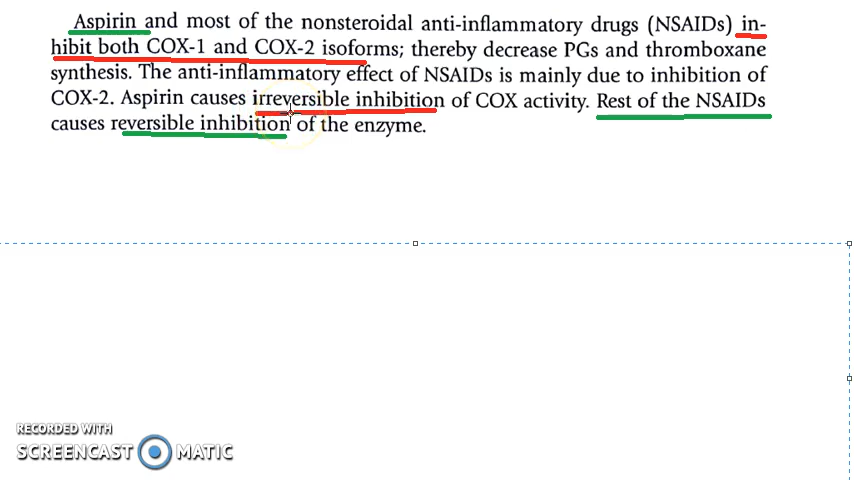 Aspirin and most of the nonsteroidal anti-inflammatory drugs (NSAIDs) in-
hibit both COX-1 and COX-2 isoforms; thereby decrease PGs and thromboxane
synthesis. The anti-inflammatory effect of NSAIDs is mainly due to inhibition of
COX-2. Aspirin causes irreversible inhibition of COX activity. Rest of the NSAIDs
causes reversible inhibition of the enzyme.
RECORDED WITH
SCREENCAST MATIC